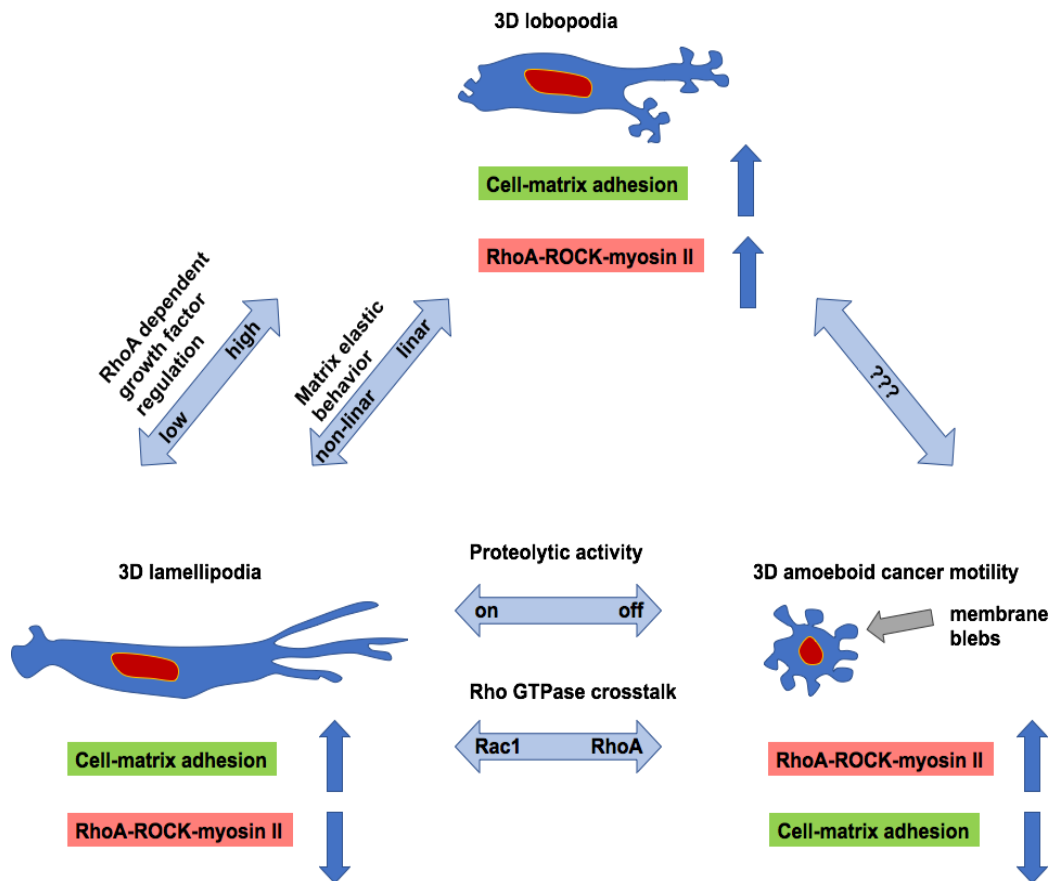 3D lobopodia
Cell-matrix adhesion
RhoA-ROCK-myosin II
RhoA dependent
growth factor
regulation
high
low
Matrix elastic
behavior
linar
non-linar
???
3D lamellipodia
Proteolytic activity
on
off
3D amoeboid cancer motility
membrane
blebs
Rho GTPase crosstalk
Rac1
RhoA
Cell-matrix adhesion
RhoA-ROCK-myosin II
RhoA-ROCK-myosin II
Cell-matrix adhesion